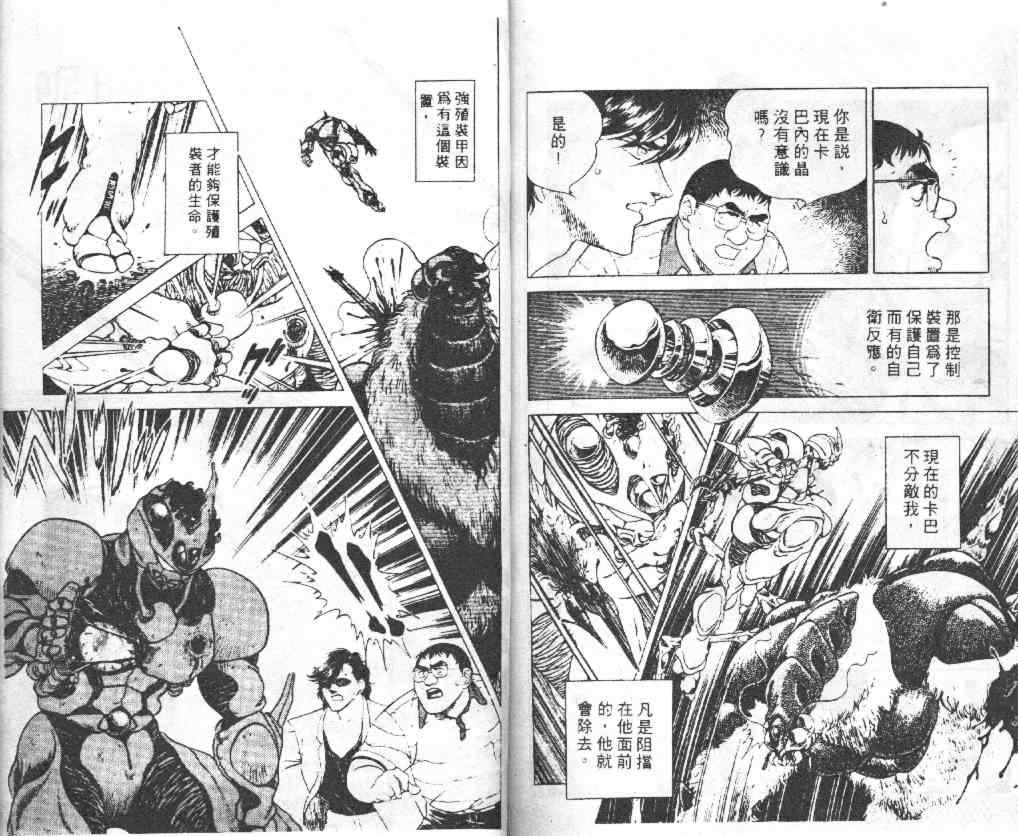 你是說，
現在卡
巴內的晶
沒有意識
嗎？
是的！
那是控制
裝置爲了
保護自己
而有的自
衛反應。
現在的卡巴
不分敵我，
凡是阻擋
在他面前
的，他就
會除去。
強殖裝甲因
爲有這個裝
置，
才能夠保護殖
裝者的生命。